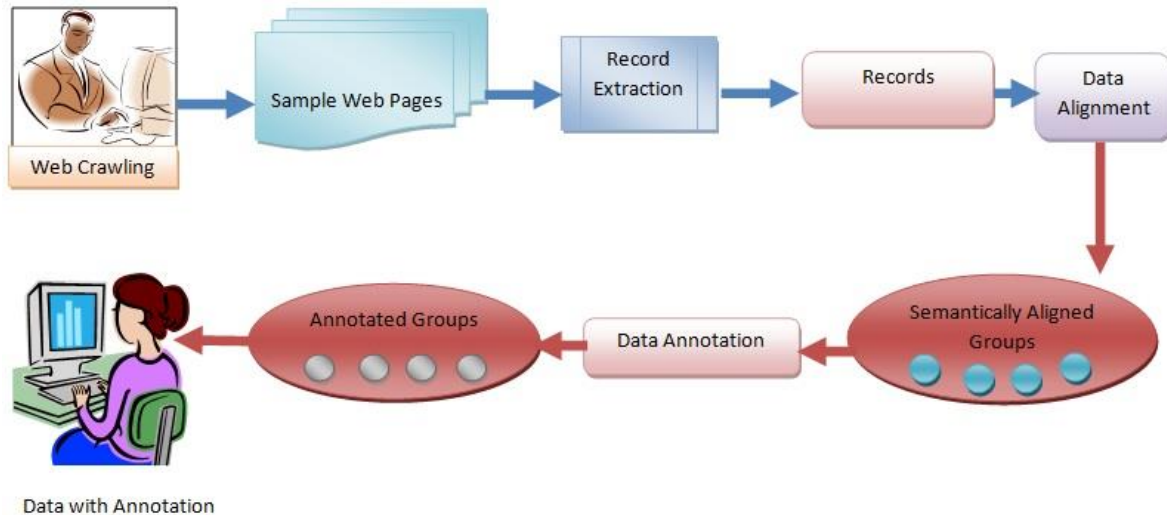 Web Crawling
Sample Web Pages
Record
Extraction
Records
Data
Alignment
Semantically Aligned
Groups
Data Annotation
Annotated Groups
Data with Annotation